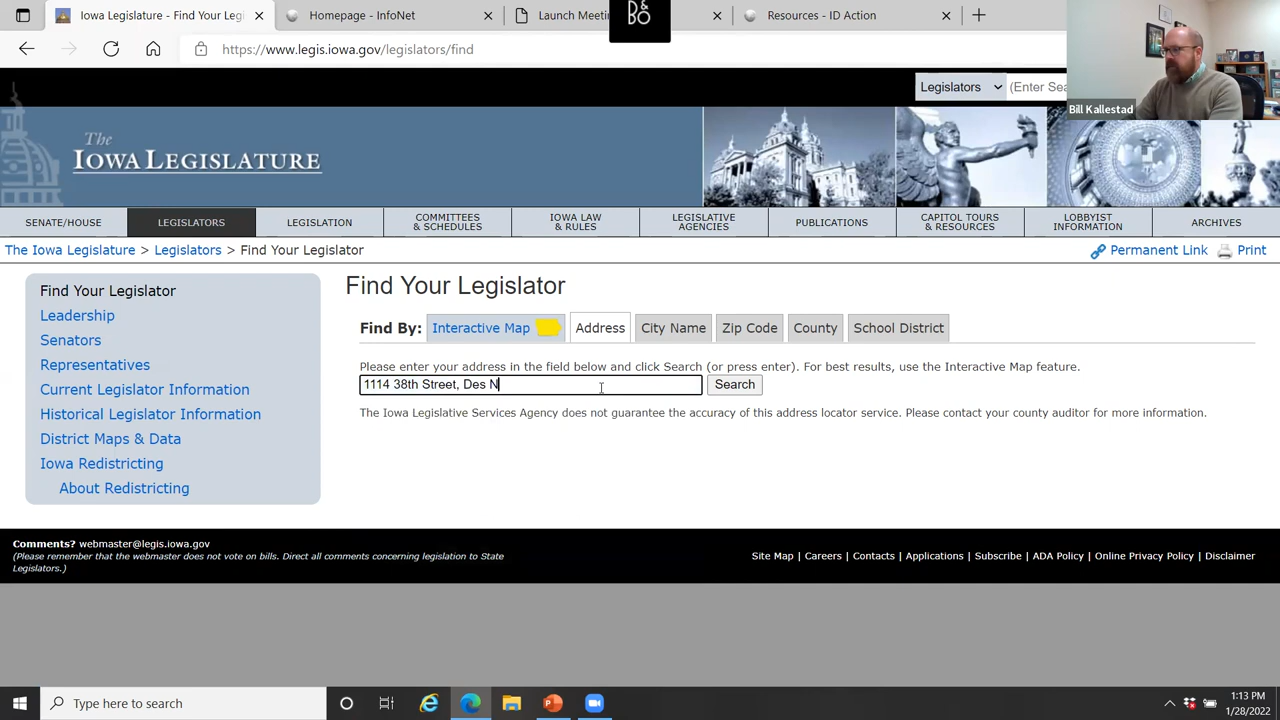 Iowa Legislature - Find Your Legi
Homepage - InfoNet
Launch Meetin
Resources - ID Action
D&BO
https://www.legis.iowa.gov/legislators/find
Legislators
(Enter Sea
Bill Kallestad
The
IOWA LEGISLATURE
SENATE/HOUSE
LEGISLATORS
LEGISLATION
COMMITTEES
& SCHEDULES
IOWA LAW
& RULES
LEGISLATIVE
AGENCIES
PUBLICATIONS
CAPITOL TOURS
& RESOURCES
LOBBYIST
INFORMATION
ARCHIVES
The Iowa Legislature > Legislators > Find Your Legislator
Permanent Link
Print
Find Your Legislator
Leadership
Senators
Representatives
Current Legislator Information
Historical Legislator Information
District Maps & Data
Iowa Redistricting
About Redistricting
Find Your Legislator
Find By: Interactive Map Address City Name Zip Code County School District
Please enter your address in the field below and click Search (or press enter). For best results, use the Interactive Map feature.
1114 38th Street, Des N
Search
The Iowa Legislative Services Agency does not guarantee the accuracy of this address locator service. Please contact your county auditor for more information.
Comments? webmaster@legis.iowa.gov
(Please remember that the webmaster does not vote on bills. Direct all comments concerning legislation to State
Legislators.)
Site Map | Careers | Contacts | Applications | Subscribe | ADA Policy | Online Privacy Policy | Disclaimer
Type here to search
1:13 PM
1/28/2022